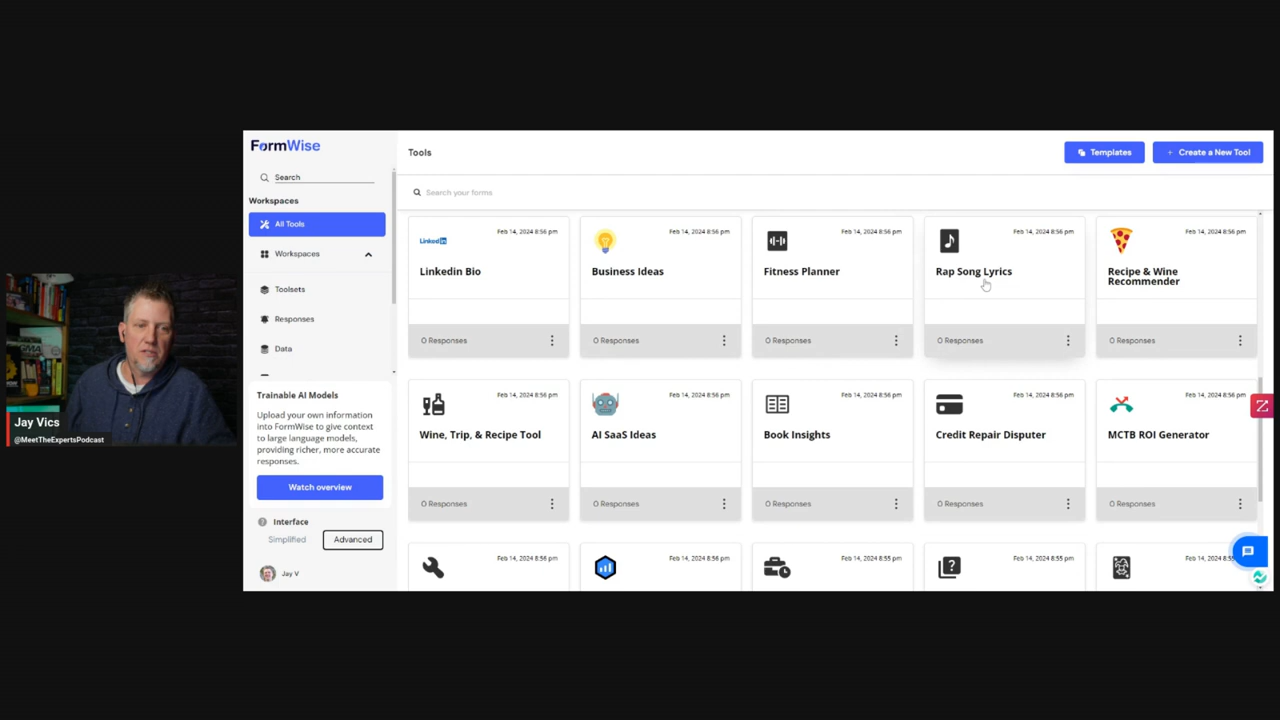 FormWise
Search
Workspaces
All Tools
Workspaces
Toolsets
Responses
Data
Trainable AI Models
Upload your own information
into FormWise to give context
to large language models,
providing richer, more accurate
responses.
Watch overview
Interface
Simplified
Advanced
Jay V
Jay Vics
@MeetTheExpertsPodcast
Tools
Templates
+ Create a New Tool
Search your forms
LinkedIn
Feb 14, 2024 8:56 pm
Linkedin Bio
0 Responses
Feb 14, 2024 8:56 pm
Business Ideas
0 Responses
Feb 14, 2024 8:56 pm
Fitness Planner
0 Responses
Feb 14, 2024 8:56 pm
Rap Song Lyrics
0 Responses
Feb 14, 2024 8:56 pm
Recipe & Wine
Recommender
0 Responses
Feb 14, 2024 8:56 pm
Wine, Trip, & Recipe Tool
0 Responses
Feb 14, 2024 8:56 pm
AI SaaS Ideas
0 Responses
Feb 14, 2024 8:56 pm
Book Insights
0 Responses
Feb 14, 2024 8:56 pm
Credit Repair Disputer
0 Responses
Feb 14, 2024 8:56 pm
MCTB ROI Generator
0 Responses
Feb 14, 2024 8:56 pm
Feb 14, 2024 8:56 pm
Feb 14, 2024 8:55 pm
Feb 14, 2024 8:55 pm
Feb 14, 2024